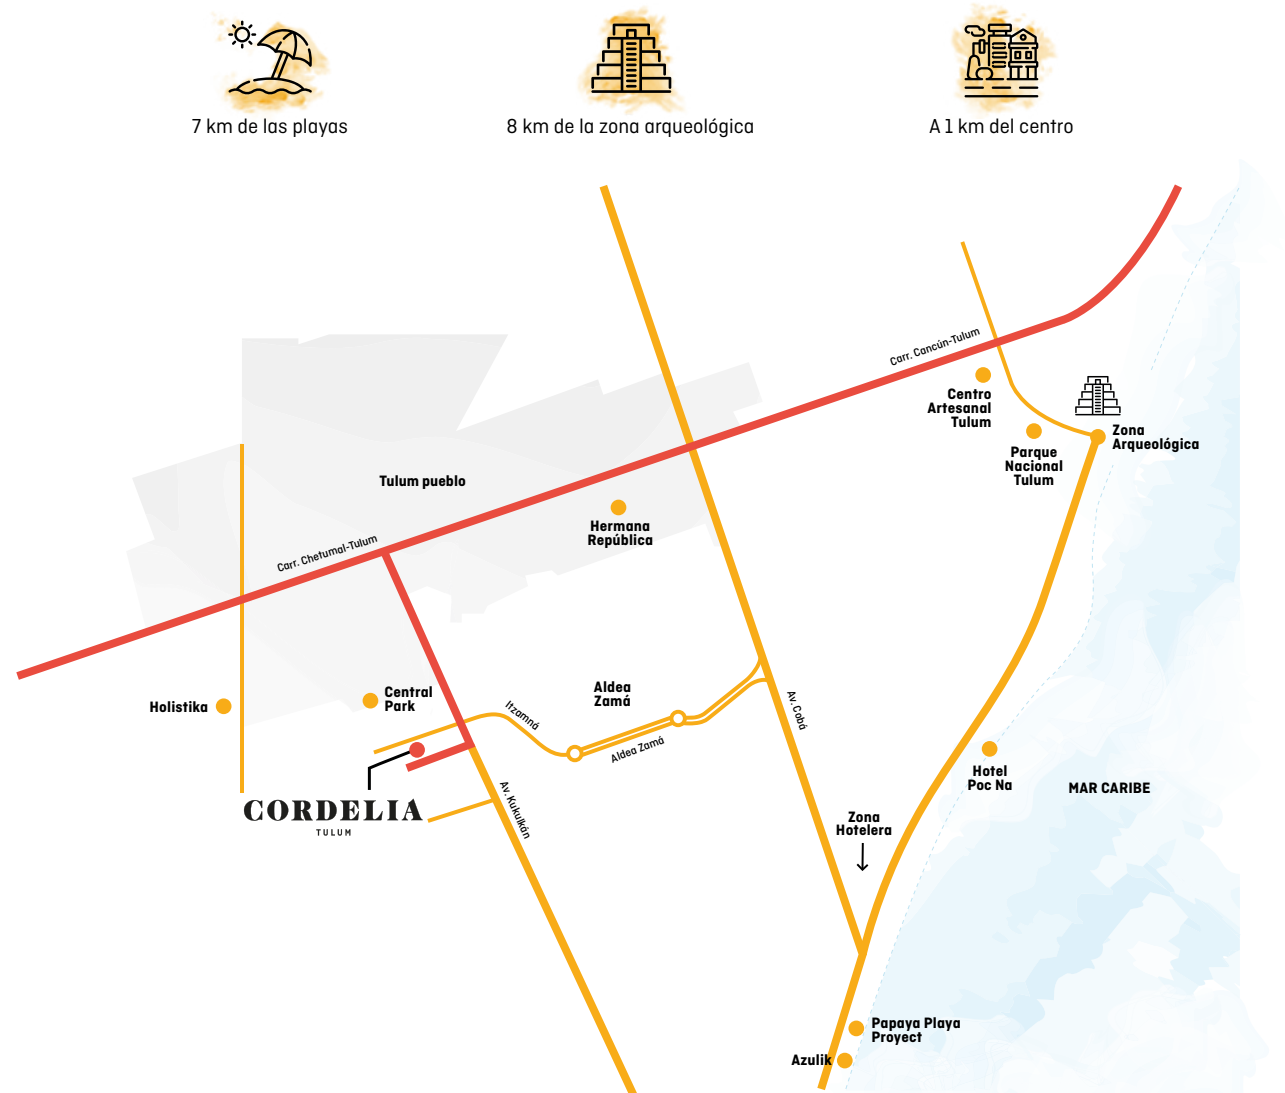 7 km de las playas
8 km de la zona arqueológica
A 1 km del centro
Carr. Cancún-Tulum
Centro
Artesanal
Tulum
Parque
Nacional
Tulum
Zona
Arqueológica
Tulum pueblo
Hermana
República
Carr. Chetumal-Tulum
Holistika
Central
Park
Itzamná
Aldea
Zamá
Aldea Zamá
Av. Cobá
Hotel
Poc Na
MAR CARIBE
CORDELIA
TULUM
Av. Kukulkán
Zona
Hotelera
Papaya Playa
Proyect
Azulik